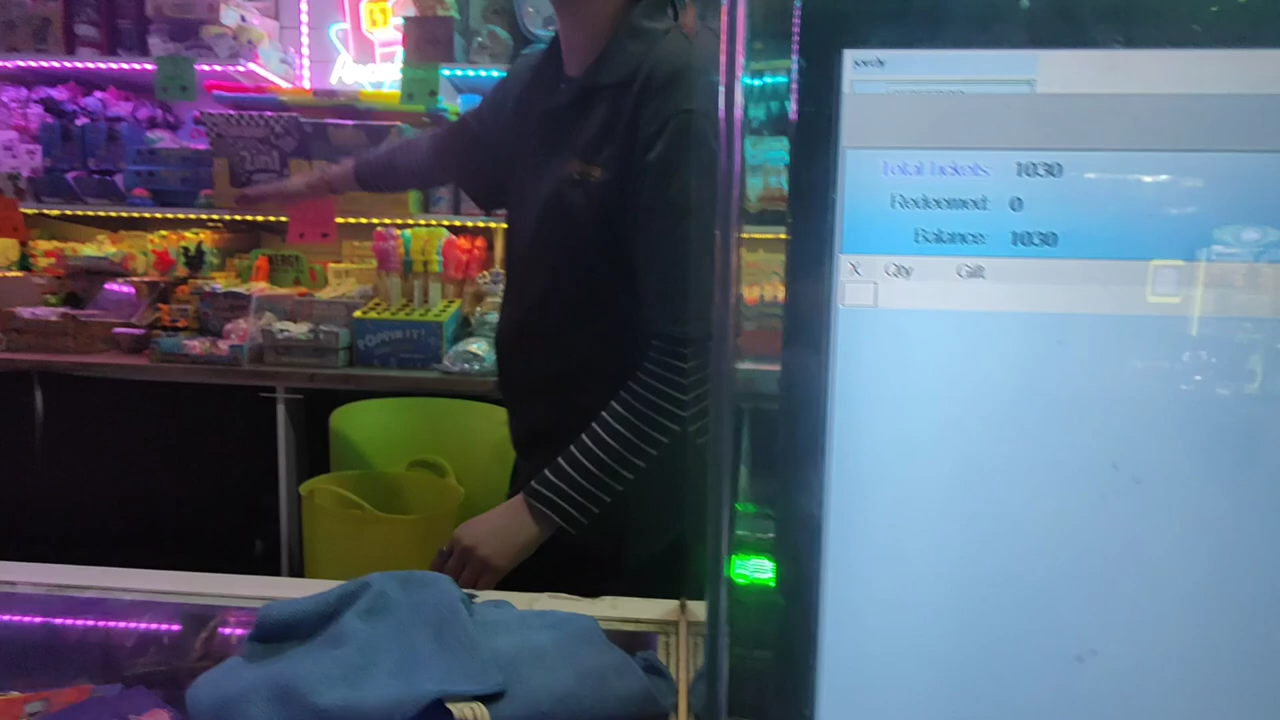 2in1
POPPIN IT!
Total tickets: 1030
Redeemed: 0
Balance: 1030
X Qty Gift